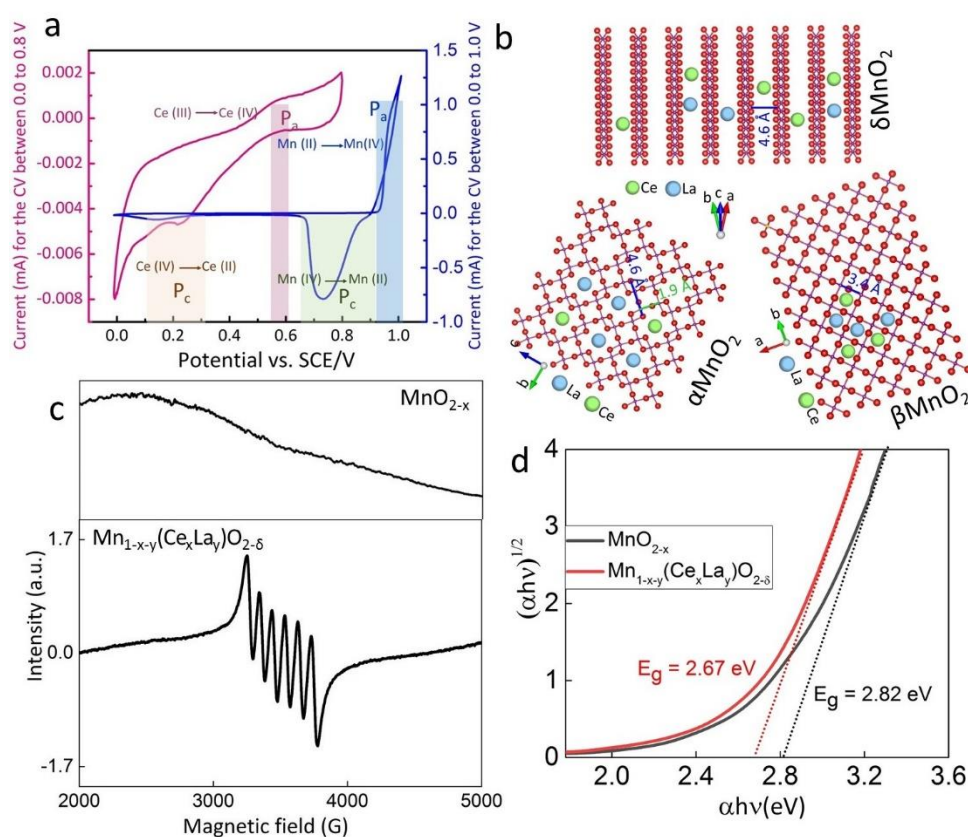 a
Current (mA) for the CV between 0.0 to 0.8 V
0.002
0.000
-0.002
-0.004
-0.006
-0.008
Ce (III) → Ce (IV)
P_a
P_a
Mn (II) → Mn(IV)
Ce (IV) → Ce (II)
P_c
Mn (IV) → Mn (II)
P_c
1.5
1.0
0.5
0.0
-0.5
-1.0
Current (mA) for the CV between 0.0 to 1.0 V
0.0 0.2 0.4 0.6 0.8 1.0
Potential vs. SCE/V
b
4.6 Å
δMnO₂
Ce La
b c a
4.6 Å
1.9 Å
c
b
La
Ce
αMnO₂
b
a
La
Ce
βMnO₂
c
MnO₂₋ₓ
Mn₁₋ₓ₋y(CeₓLay)O₂₋δ
Intensity (a.u.)
1.7
0.0
-1.7
2000 3000 4000 5000
Magnetic field (G)
d
(αhν)^1/2
4
3
2
1
0
MnO₂₋ₓ
Mn₁₋ₓ₋y(CeₓLay)O₂₋δ
E_g = 2.67 eV
E_g = 2.82 eV
2.0 2.4 2.8 3.2 3.6
αhν(eV)